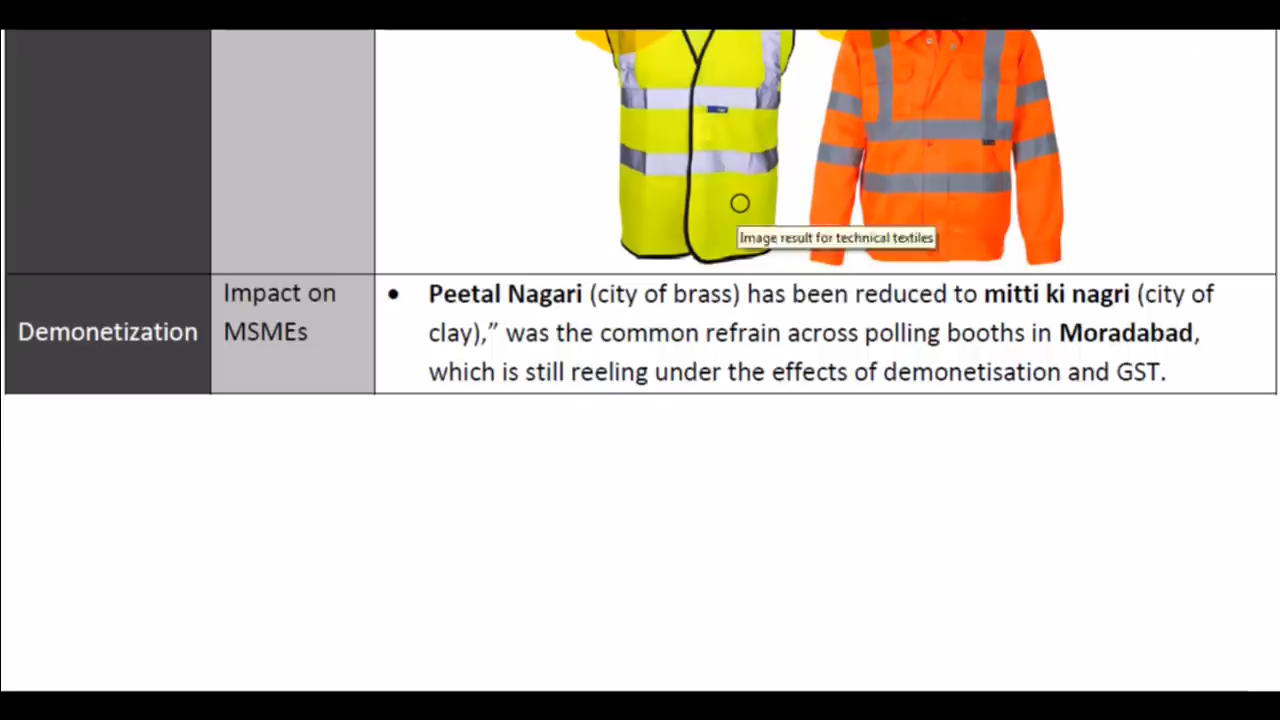 Image result for technical textiles
Demonetization
Impact on
MSMEs
• Peetal Nagari (city of brass) has been reduced to mitti ki nagri (city of
clay),” was the common refrain across polling booths in Moradabad,
which is still reeling under the effects of demonetisation and GST.